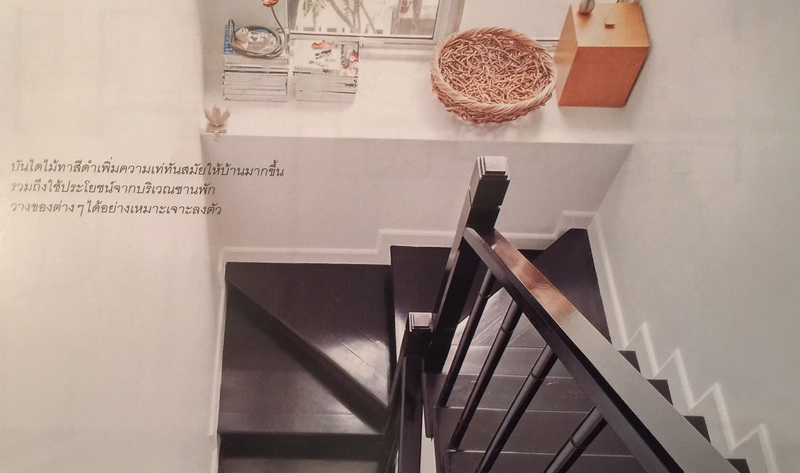 บันไดไม้ทาสีดำเพิ่มความเท่ทันสมัยให้บ้านมากขึ้น
รวมถึงใช้ประโยชน์จากบริเวณชานพัก
วางของต่าง ๆ ได้อย่างเหมาะเจาะลงตัว